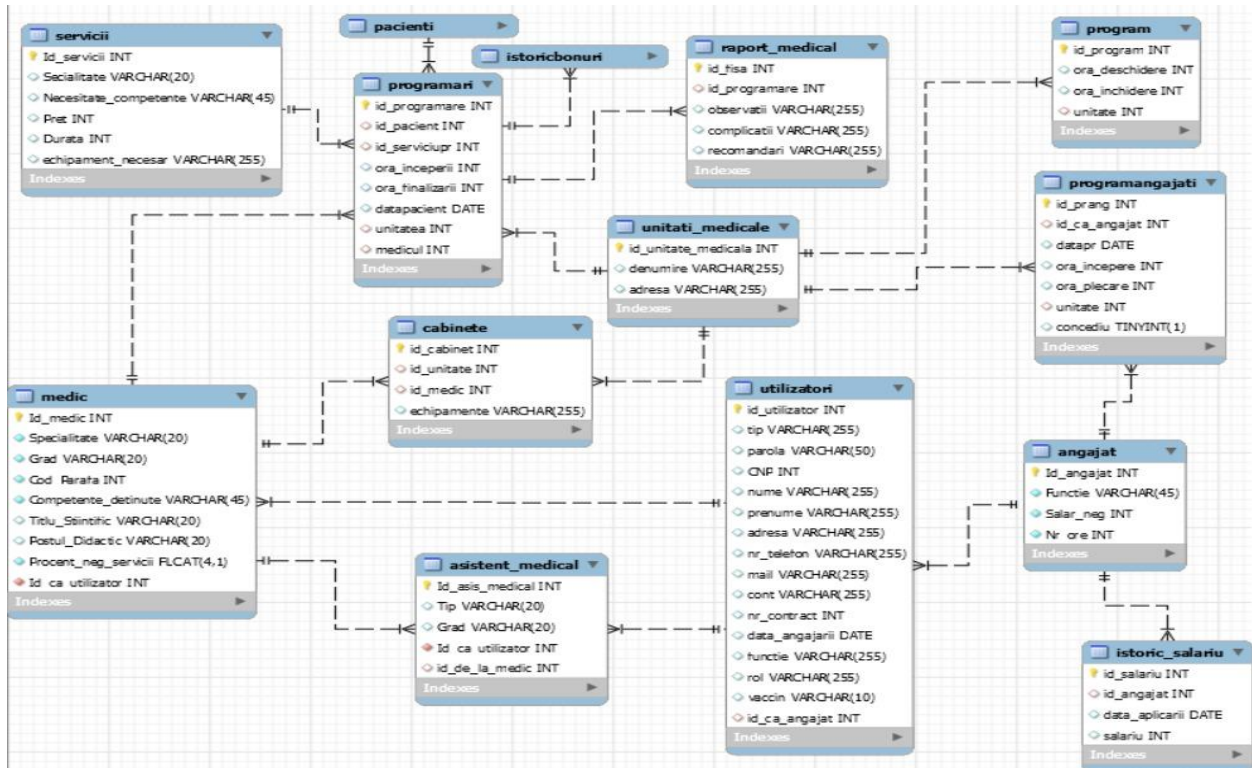 servicii
Id_servicii INT
Secialitate VARCHAR(20)
Necesitate_competente VARCHAR(45)
Pret INT
Durata INT
echipament_necesar VARCHAR(255)
Indexes
pacienti
istoricbonuri
programari
id_programare INT
id_pacient INT
id_serviciupr INT
ora_inceperii INT
ora_finalizarii INT
datapacient DATE
unitatea INT
medicul INT
Indexes
raport_medical
id_fisa INT
id_programare INT
observatii VARCHAR(255)
complicatii VARCHAR(255)
recomandari VARCHAR(255)
Indexes
program
id_program INT
ora_deschidere INT
ora_inchidere INT
unitate INT
Indexes
programangajati
id_prang INT
id_ca_angajat INT
datapr DATE
ora_incepere INT
ora_plecare INT
unitate INT
concediu TINYINT(1)
Indexes
unitati_medicale
id_unitate_medicala INT
denumire VARCHAR(255)
adresa VARCHAR(255)
Indexes
cabinete
id_cabinet INT
id_unitate INT
id_medic INT
echipamente VARCHAR(255)
Indexes
medic
Id_medic INT
Specialitate VARCHAR(20)
Grad VARCHAR(20)
Cod_Parafa INT
Competente_detinute VARCHAR(45)
Titlu_Stiintific VARCHAR(20)
Postul_Didactic VARCHAR(20)
Procent_neg_servicii FLOAT(4,1)
Id_ca_utilizator INT
Indexes
asistent_medical
Id_asis_medical INT
Tip VARCHAR(20)
Grad VARCHAR(20)
Id_ca_utilizator INT
id_de_la_medic INT
Indexes
utilizatori
id_utilizator INT
tip VARCHAR(255)
parola VARCHAR(50)
CNP INT
nume VARCHAR(255)
prenume VARCHAR(255)
adresa VARCHAR(255)
nr_telefon VARCHAR(255)
mail VARCHAR(255)
cont VARCHAR(255)
nr_contract INT
data_angajarii DATE
functie VARCHAR(255)
rol VARCHAR(255)
vaccin VARCHAR(10)
id_ca_angajat INT
Indexes
angajat
Id_angajat INT
Functie VARCHAR(45)
Salar_neg INT
Nr_ore INT
Indexes
istoric_salariu
id_salariu INT
id_angajat INT
data_aplicarii DATE
salariu INT
Indexes